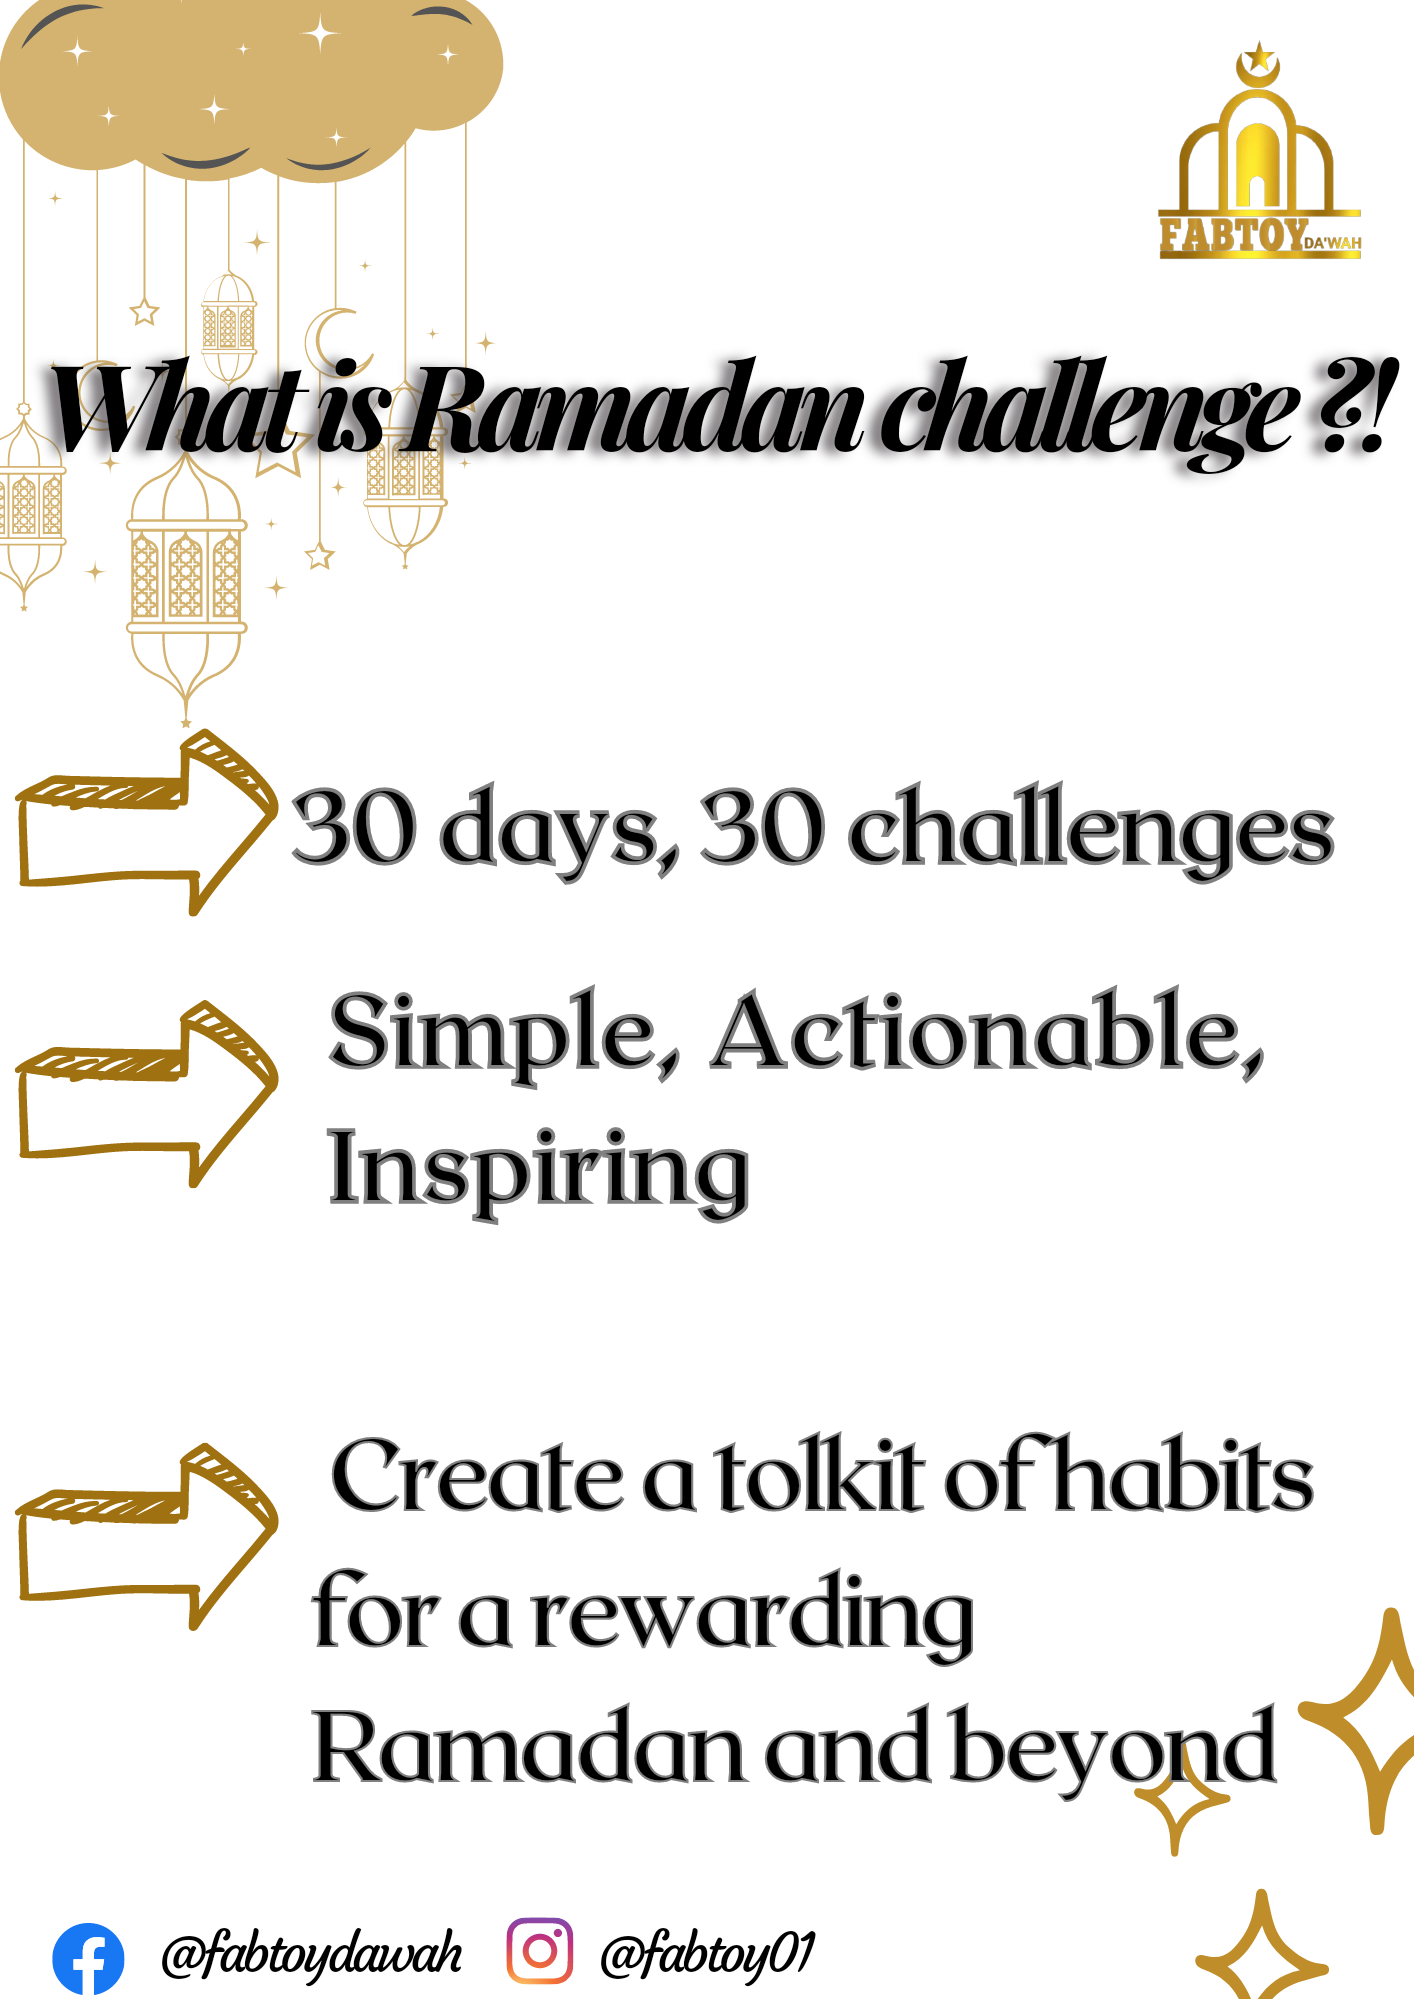 FABTOY DA'WAH
What is Ramadan challenge ?!
30 days, 30 challenges
Simple, Actionable,
Inspiring
Create a tolkit of habits
for a rewarding
Ramadan and beyond
@fabtoydawah @fabtoy01